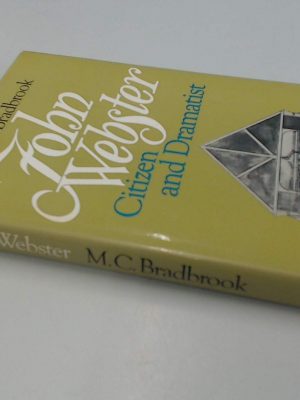 Bradbrook
John
Webster
Citizen
and Dramatist
Webster M. C. Bradbrook